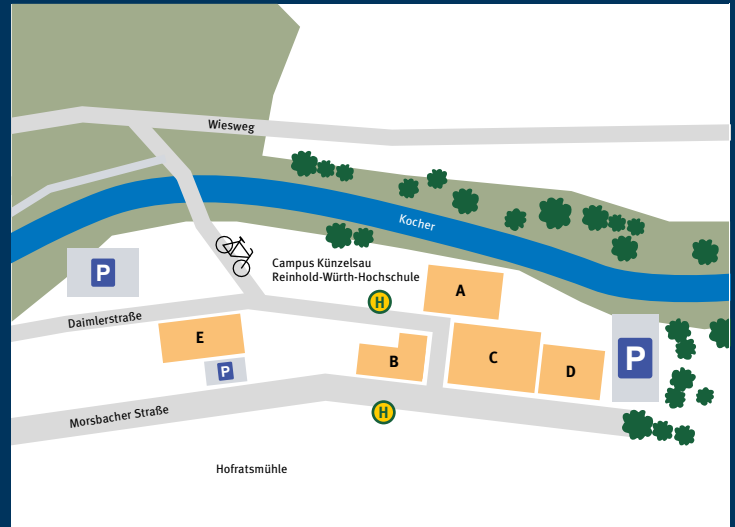 Wiesweg
Kocher
P
Campus Künzelsau
Reinhold-Würth-Hochschule
A
H
Daimlerstraße
E
B
C
D
P
P
H
Morsbacher Straße
Hofratsmühle